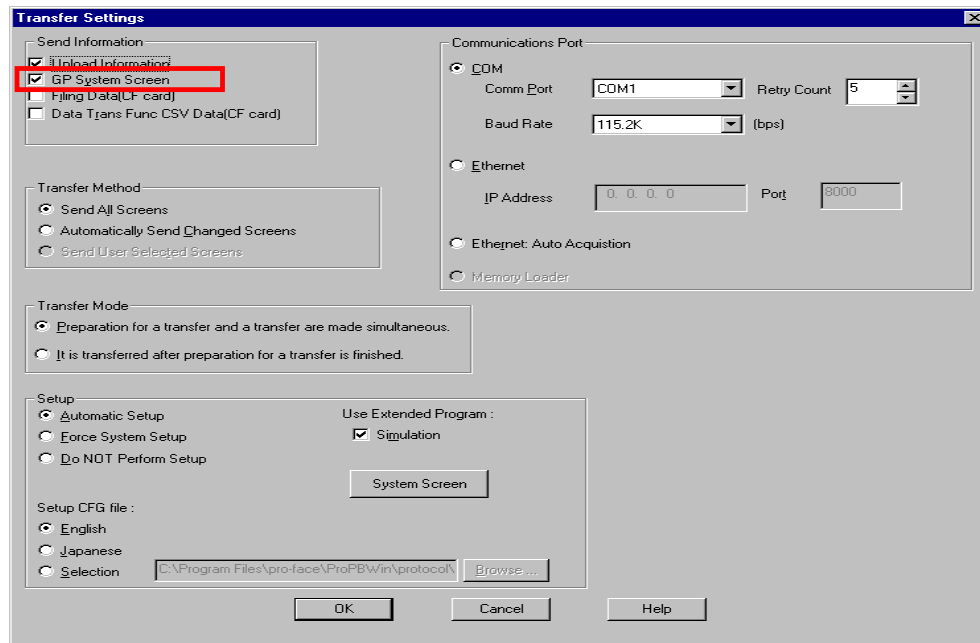 Transfer Settings
Send Information
Upload Information
GP System Screen
Filing Data(CF card)
Data Trans Func CSV Data(CF card)
Transfer Method
Send All Screens
Automatically Send Changed Screens
Send User Selected Screens
Transfer Mode
Preparation for a transfer and a transfer are made simultaneous.
It is transferred after preparation for a transfer is finished.
Communications Port
COM
Comm Port COM1 Retry Count 5
Baud Rate 115.2K (bps)
Ethernet
IP Address 0. 0. 0. 0 Port 8000
Ethernet: Auto Acquistion
Memory Loader
Setup
Automatic Setup
Force System Setup
Do NOT Perform Setup
Use Extended Program :
Simulation
System Screen
Setup CFG file :
English
Japanese
Selection C:\Program Files\pro-face\ProPBWin\protocol\ Browse ...
OK Cancel Help